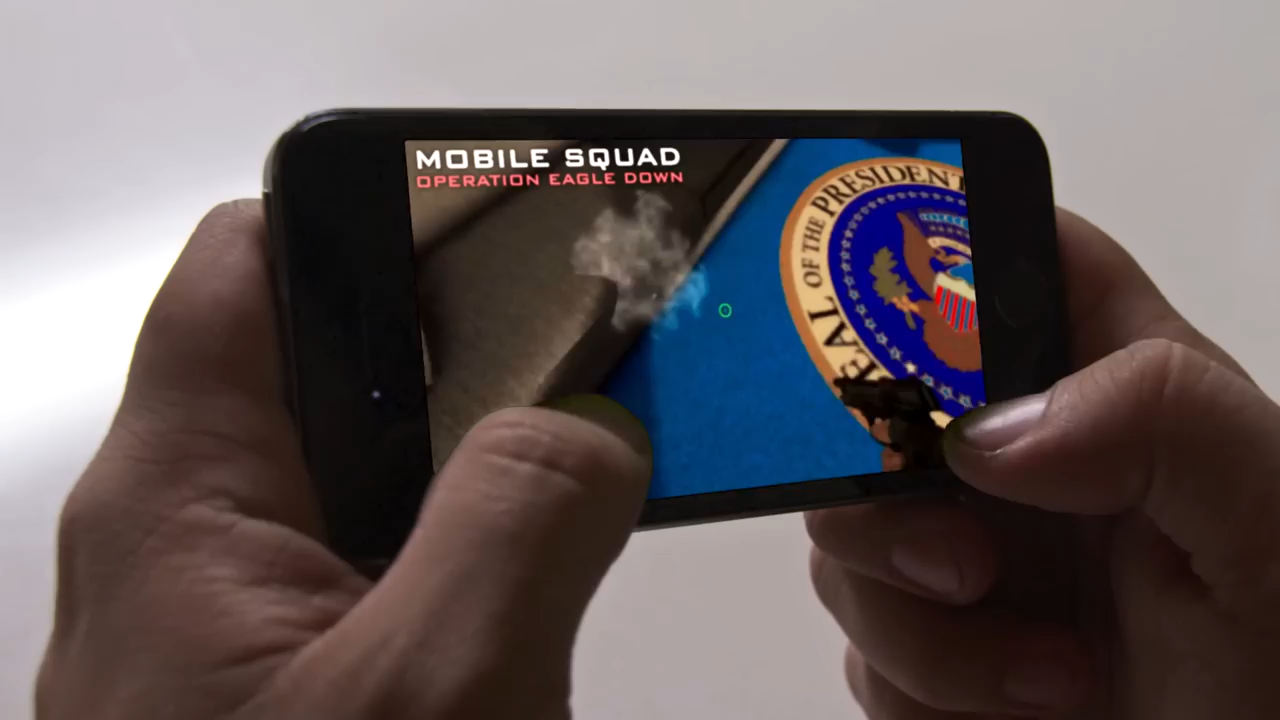 MOBILE SQUAD
OPERATION EAGLE DOWN
SEAL OF THE PRESIDENT